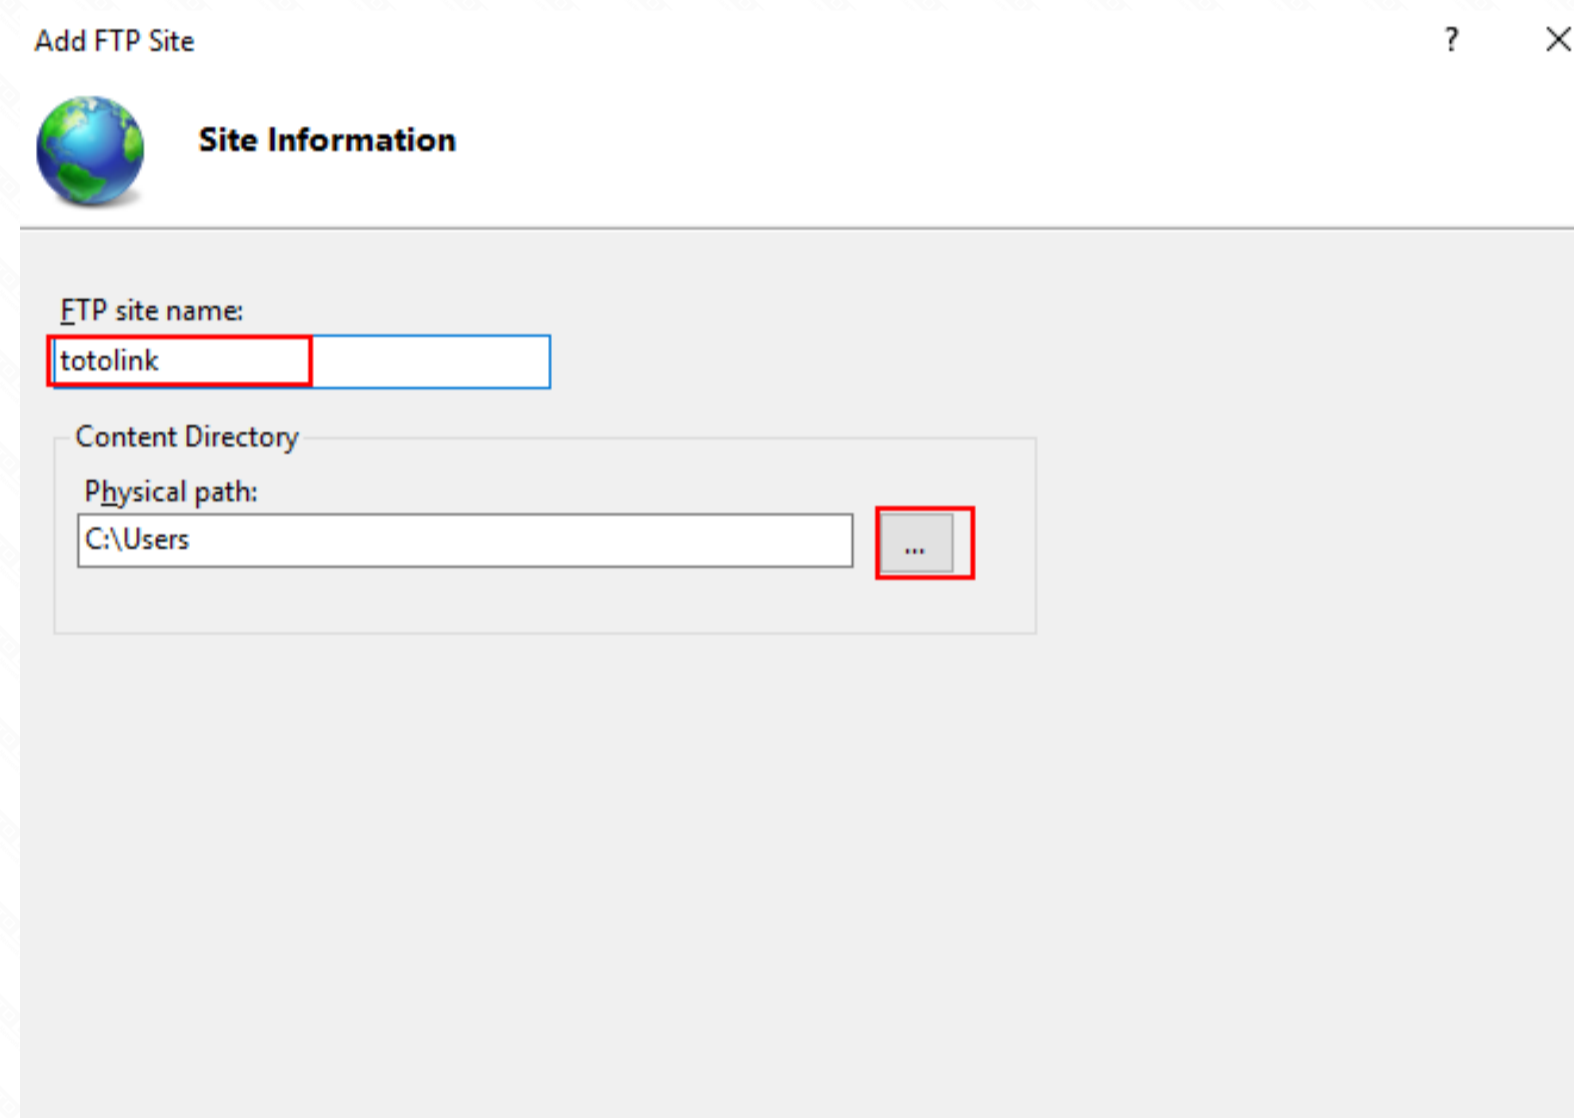 Add FTP Site
?
Site Information
FTP site name:
totolink
Content Directory
Physical path:
C:\Users
...